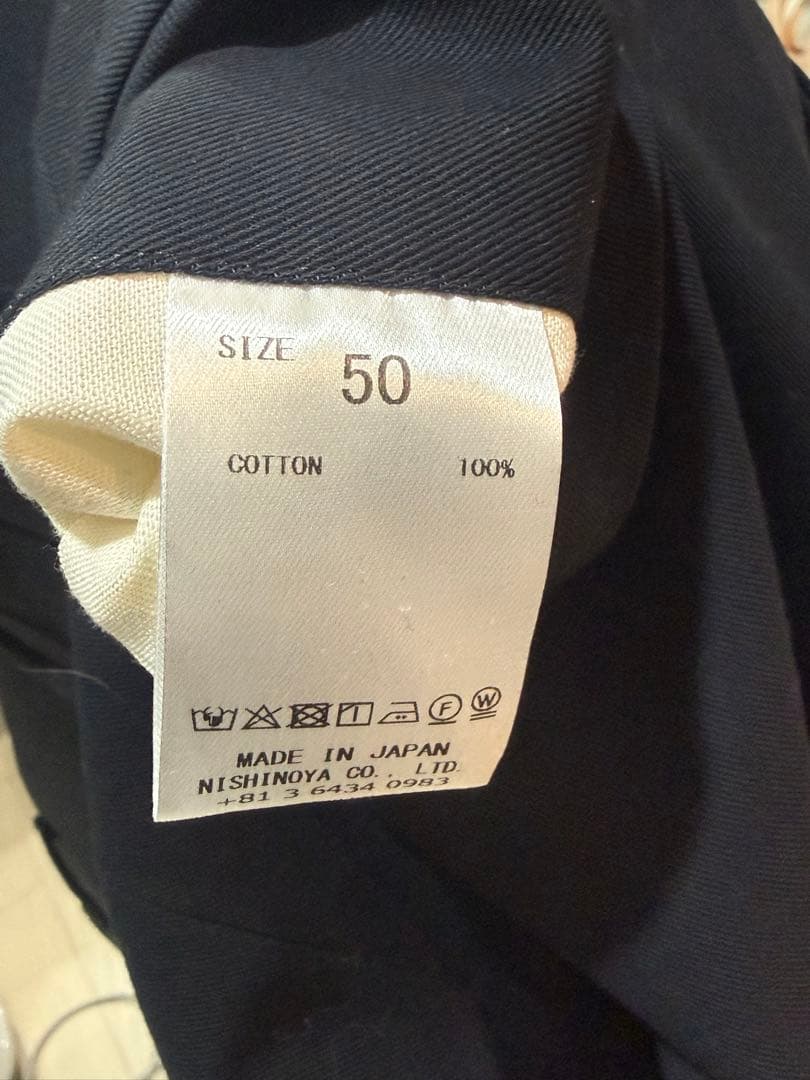 SIZE 50
COTTON 100%
F W
MADE IN JAPAN
NISHINOYA CO., LTD.
+81 3 6434 0983